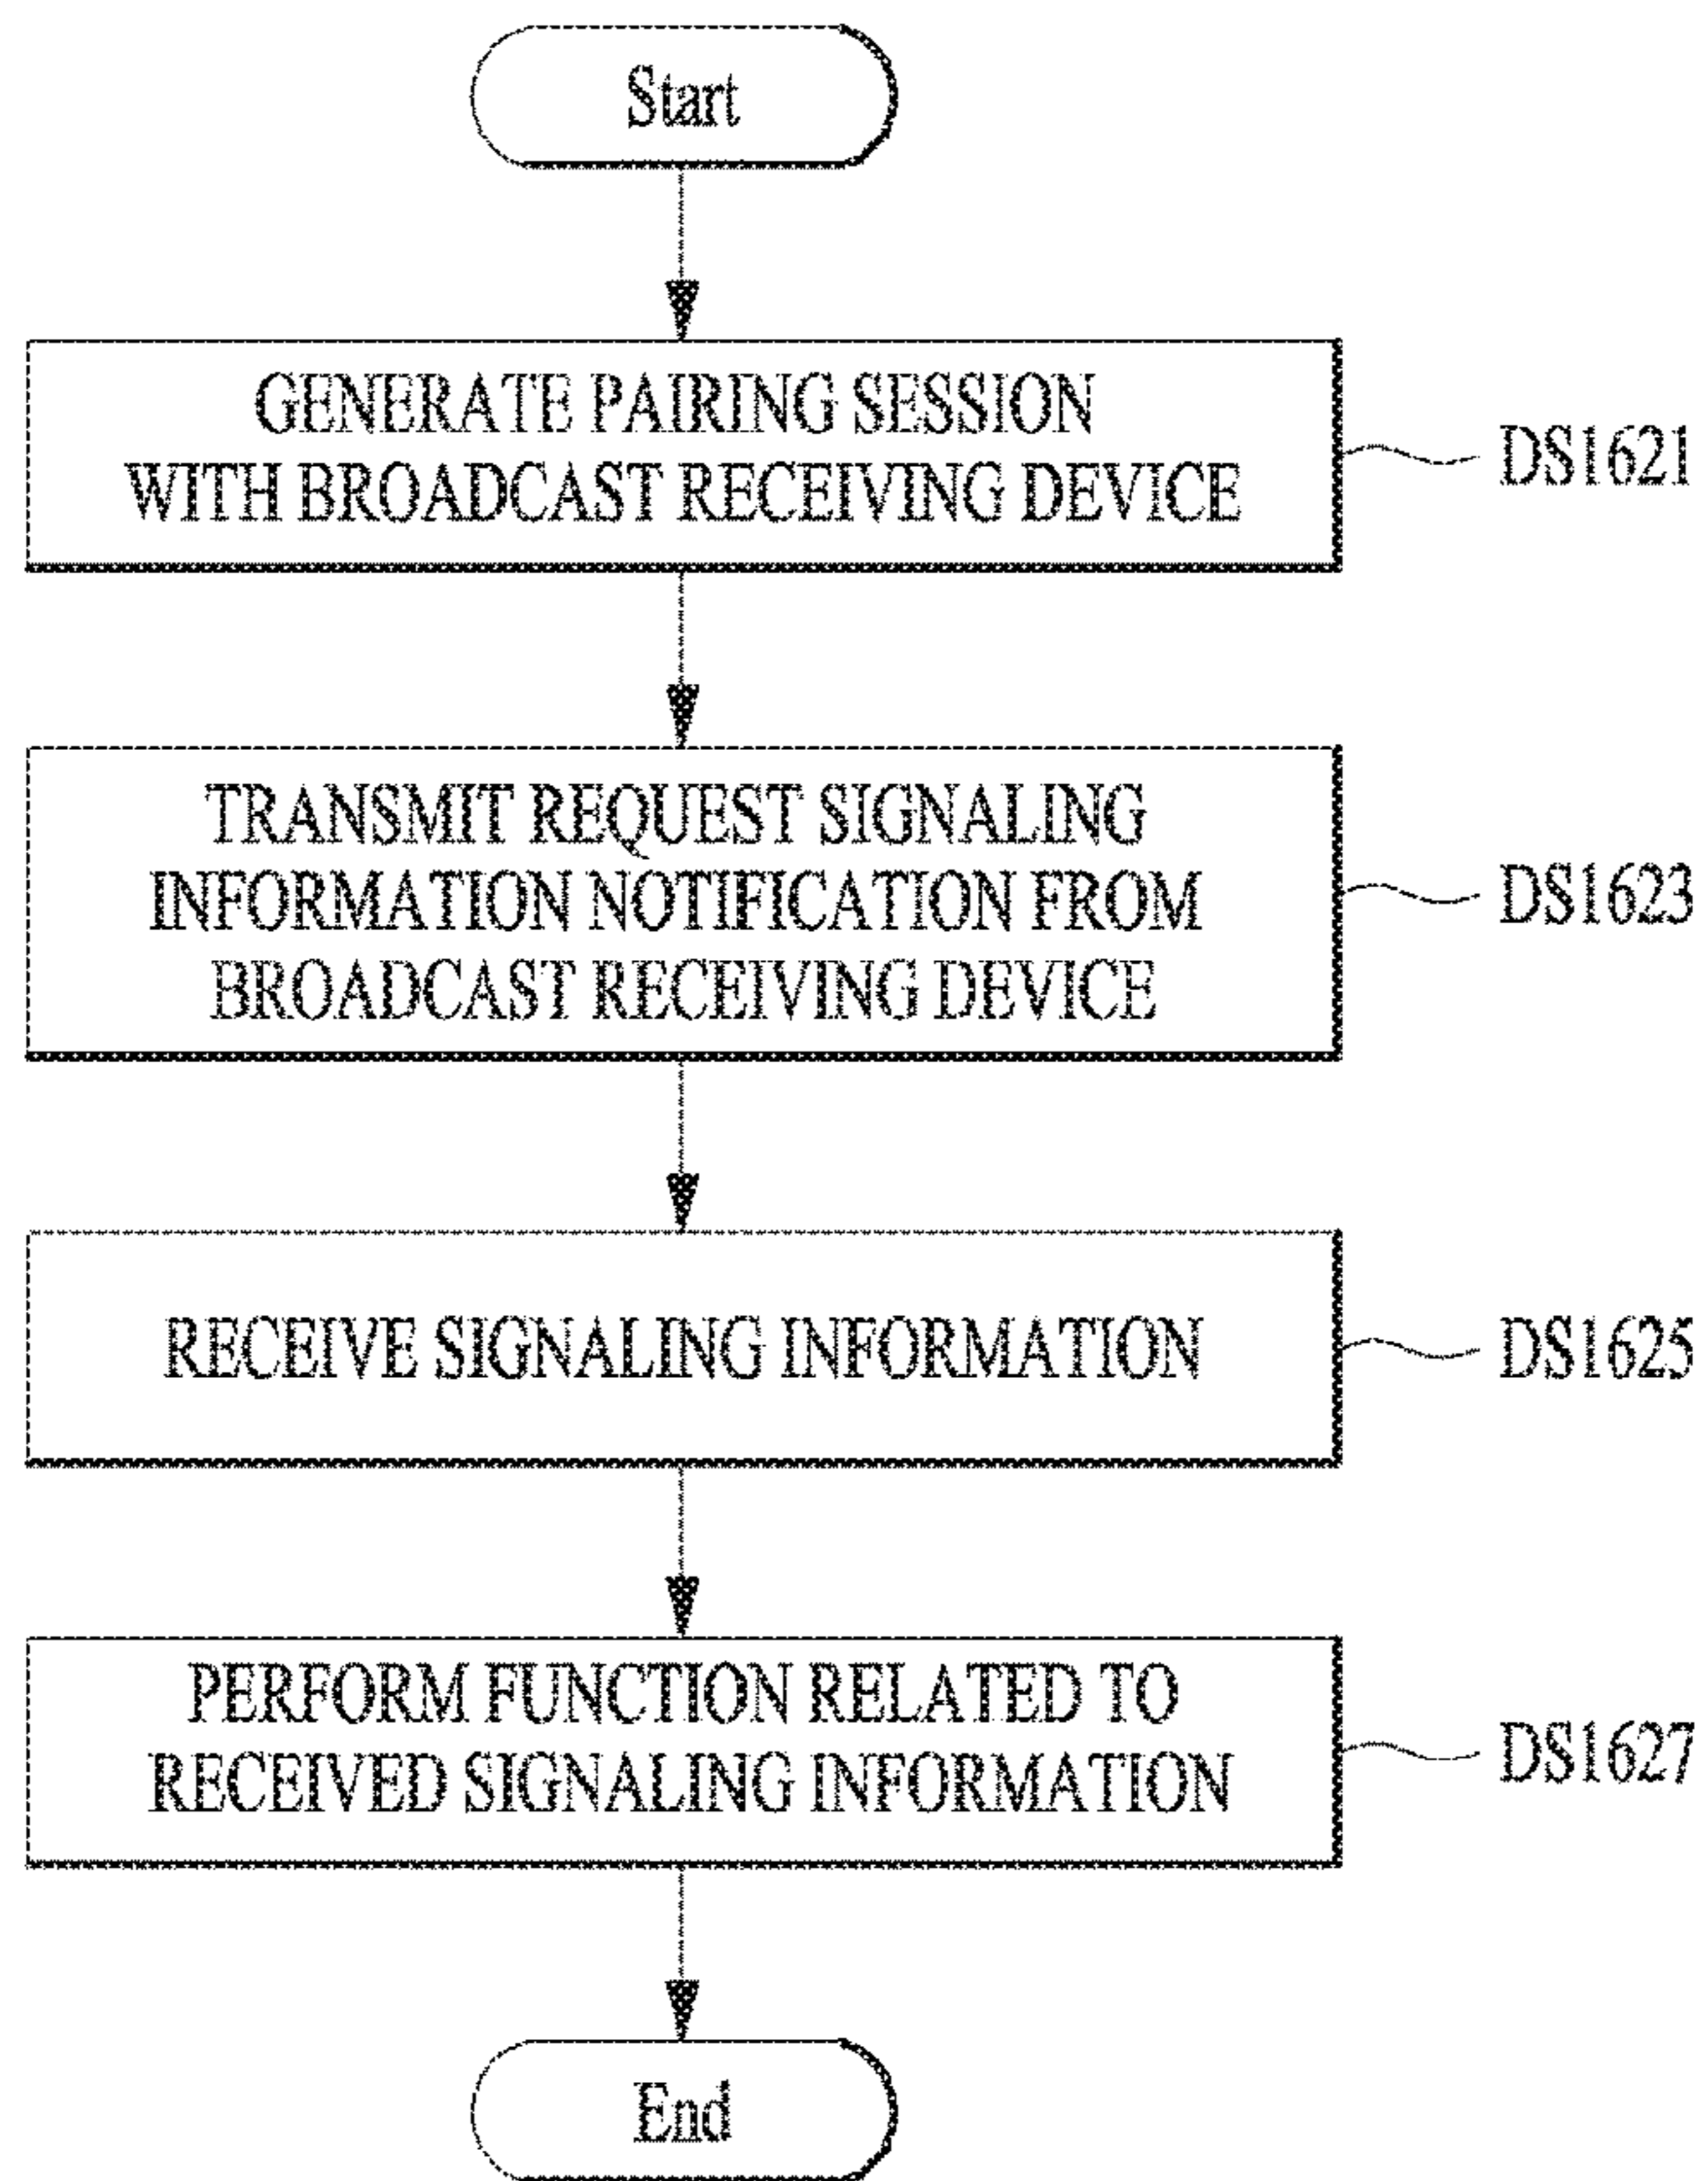 Start
GENERATE PAIRING SESSION
WITH BROADCAST RECEIVING DEVICE
DS1621
TRANSMIT REQUEST SIGNALING
INFORMATION NOTIFICATION FROM
BROADCAST RECEIVING DEVICE
DS1623
RECEIVE SIGNALING INFORMATION
DS1625
PERFORM FUNCTION RELATED TO
RECEIVED SIGNALING INFORMATION
DS1627
End